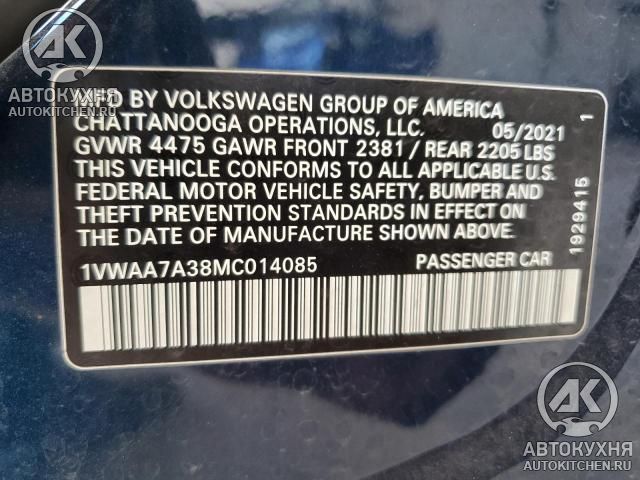 AK
АВТОКУХНЯ
AUTOKITCHEN.RU
MFD BY VOLKSWAGEN GROUP OF AMERICA
CHATTANOOGA OPERATIONS, LLC. 05/2021
GVWR 4475 GAWR FRONT 2381 / REAR 2205 LBS
THIS VEHICLE CONFORMS TO ALL APPLICABLE U.S.
FEDERAL MOTOR VEHICLE SAFETY, BUMPER AND
THEFT PREVENTION STANDARDS IN EFFECT ON
THE DATE OF MANUFACTURE SHOWN ABOVE.
1VWAA7A38MC014085 PASSENGER CAR
1929415 1
AK
АВТОКУХНЯ
AUTOKITCHEN.RU